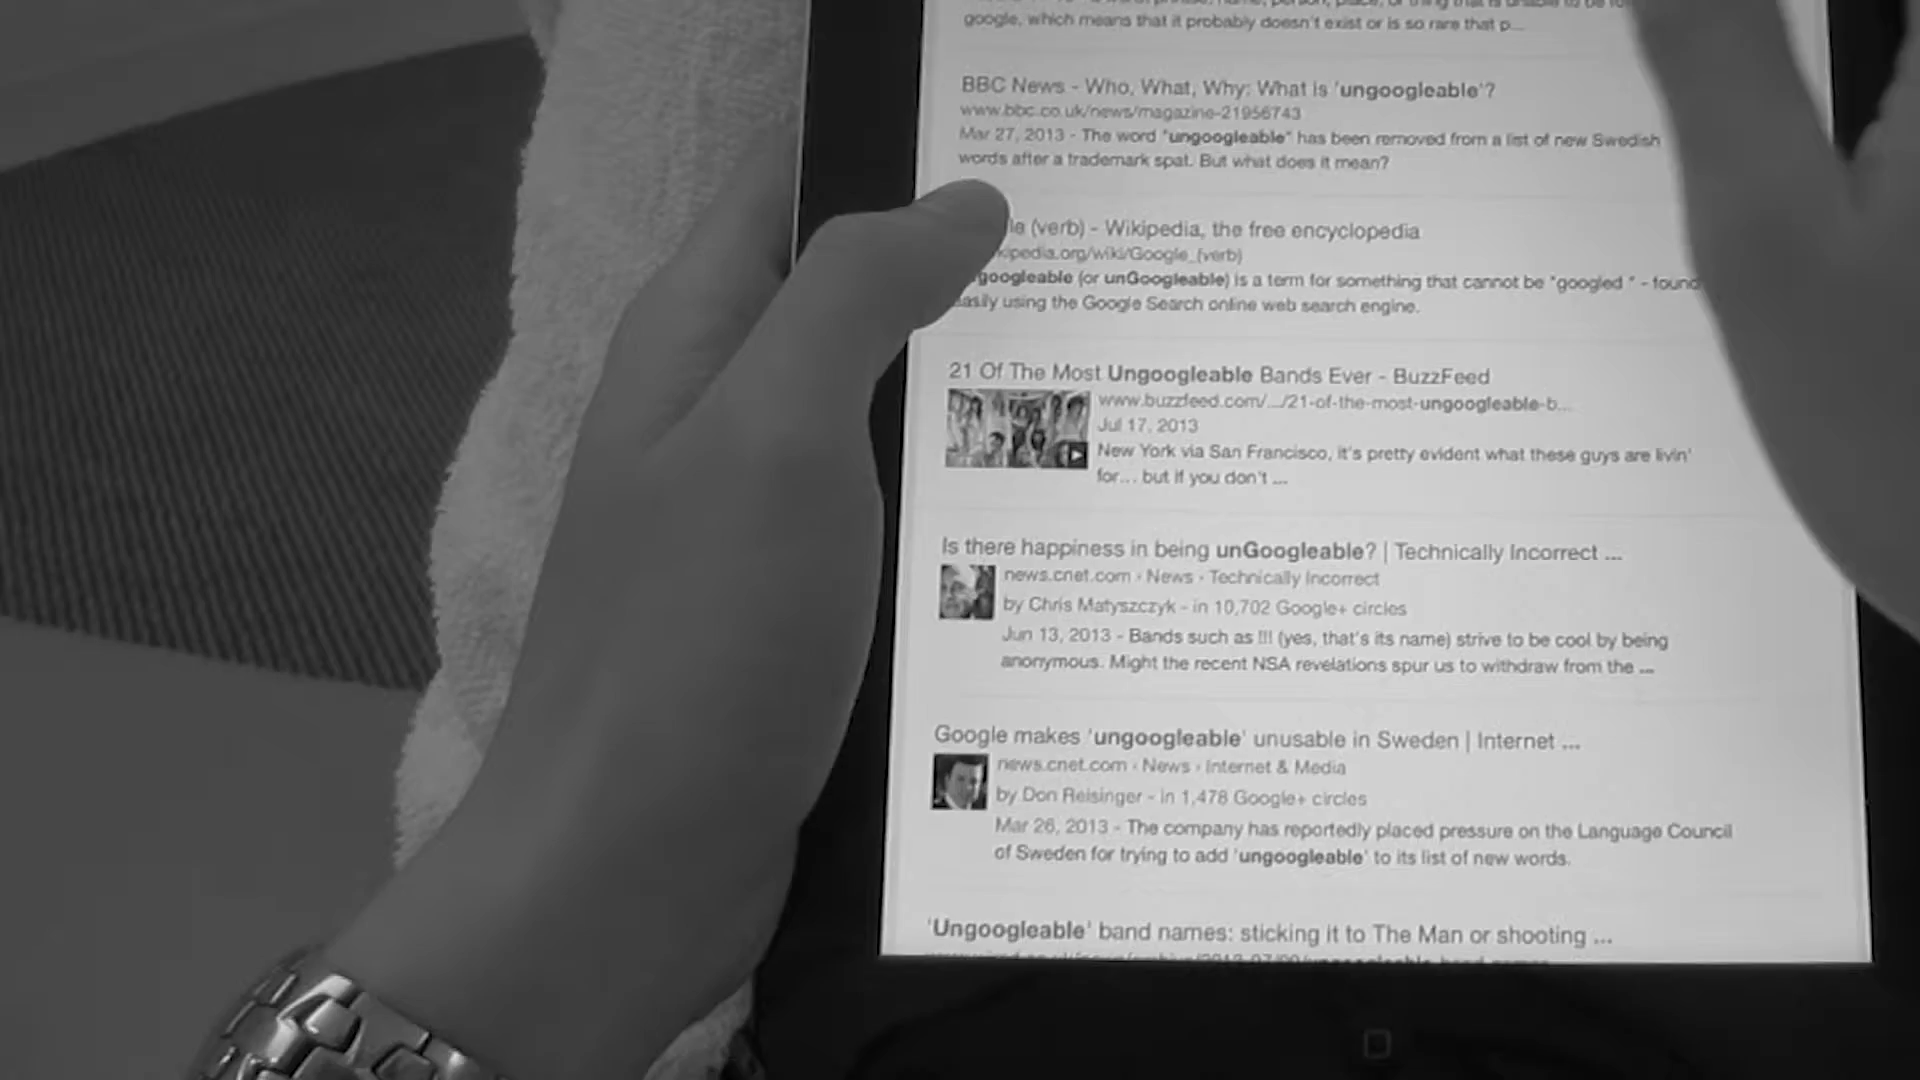 google, which means that it probably doesn't exist or is so rare that p...
BBC News - Who, What, Why: What is 'ungoogleable'?
www.bbc.co.uk/news/magazine-21956743
Mar 27, 2013 - The word "ungoogleable" has been removed from a list of new Swedish
words after a trademark spat. But what does it mean?
le (verb) - Wikipedia, the free encyclopedia
kipedia.org/wiki/Google_(verb)
googleable (or unGoogleable) is a term for something that cannot be "googled " - found
easily using the Google Search online web search engine.
21 Of The Most Ungoogleable Bands Ever - BuzzFeed
www.buzzfeed.com/.../21-of-the-most-ungoogleable-b...
Jul 17, 2013
New York via San Francisco, it's pretty evident what these guys are livin'
for... but if you don't ...
Is there happiness in being unGoogleable? | Technically Incorrect ...
news.cnet.com › News › Technically Incorrect
by Chris Matyszczyk - in 10,702 Google+ circles
Jun 13, 2013 - Bands such as !!! (yes, that's its name) strive to be cool by being
anonymous. Might the recent NSA revelations spur us to withdraw from the ...
Google makes 'ungoogleable' unusable in Sweden | Internet ...
news.cnet.com › News › Internet & Media
by Don Reisinger - in 1,478 Google+ circles
Mar 26, 2013 - The company has reportedly placed pressure on the Language Council
of Sweden for trying to add 'ungoogleable' to its list of new words.
'Ungoogleable' band names: sticking it to The Man or shooting ...